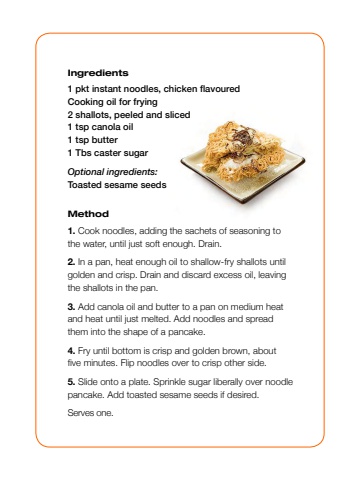 Ingredients
1 pkt instant noodles, chicken flavoured
Cooking oil for frying
2 shallots, peeled and sliced
1 tsp canola oil
1 tsp butter
1 Tbs caster sugar
Optional ingredients:
Toasted sesame seeds
Method
1. Cook noodles, adding the sachets of seasoning to
the water, until just soft enough. Drain.
2. In a pan, heat enough oil to shallow-fry shallots until
golden and crisp. Drain and discard excess oil, leaving
the shallots in the pan.
3. Add canola oil and butter to a pan on medium heat
and heat until just melted. Add noodles and spread
them into the shape of a pancake.
4. Fry until bottom is crisp and golden brown, about
five minutes. Flip noodles over to crisp other side.
5. Slide onto a plate. Sprinkle sugar liberally over noodle
pancake. Add toasted sesame seeds if desired.
Serves one.